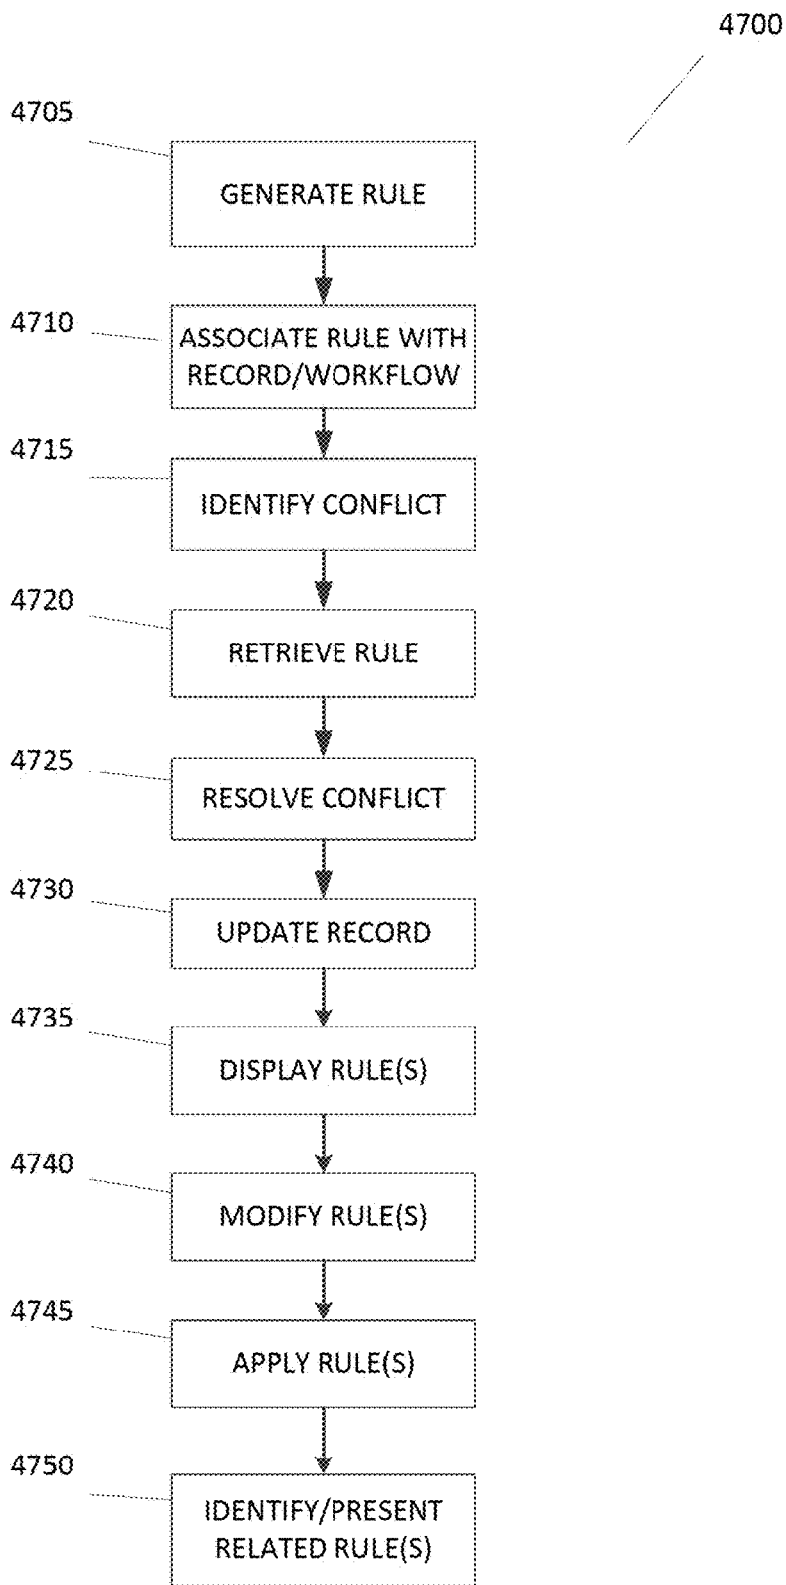 4700
4705
GENERATE RULE
4710
ASSOCIATE RULE WITH
RECORD/WORKFLOW
4715
IDENTIFY CONFLICT
4720
RETRIEVE RULE
4725
RESOLVE CONFLICT
4730
UPDATE RECORD
4735
DISPLAY RULE(S)
4740
MODIFY RULE(S)
4745
APPLY RULE(S)
4750
IDENTIFY/PRESENT
RELATED RULE(S)